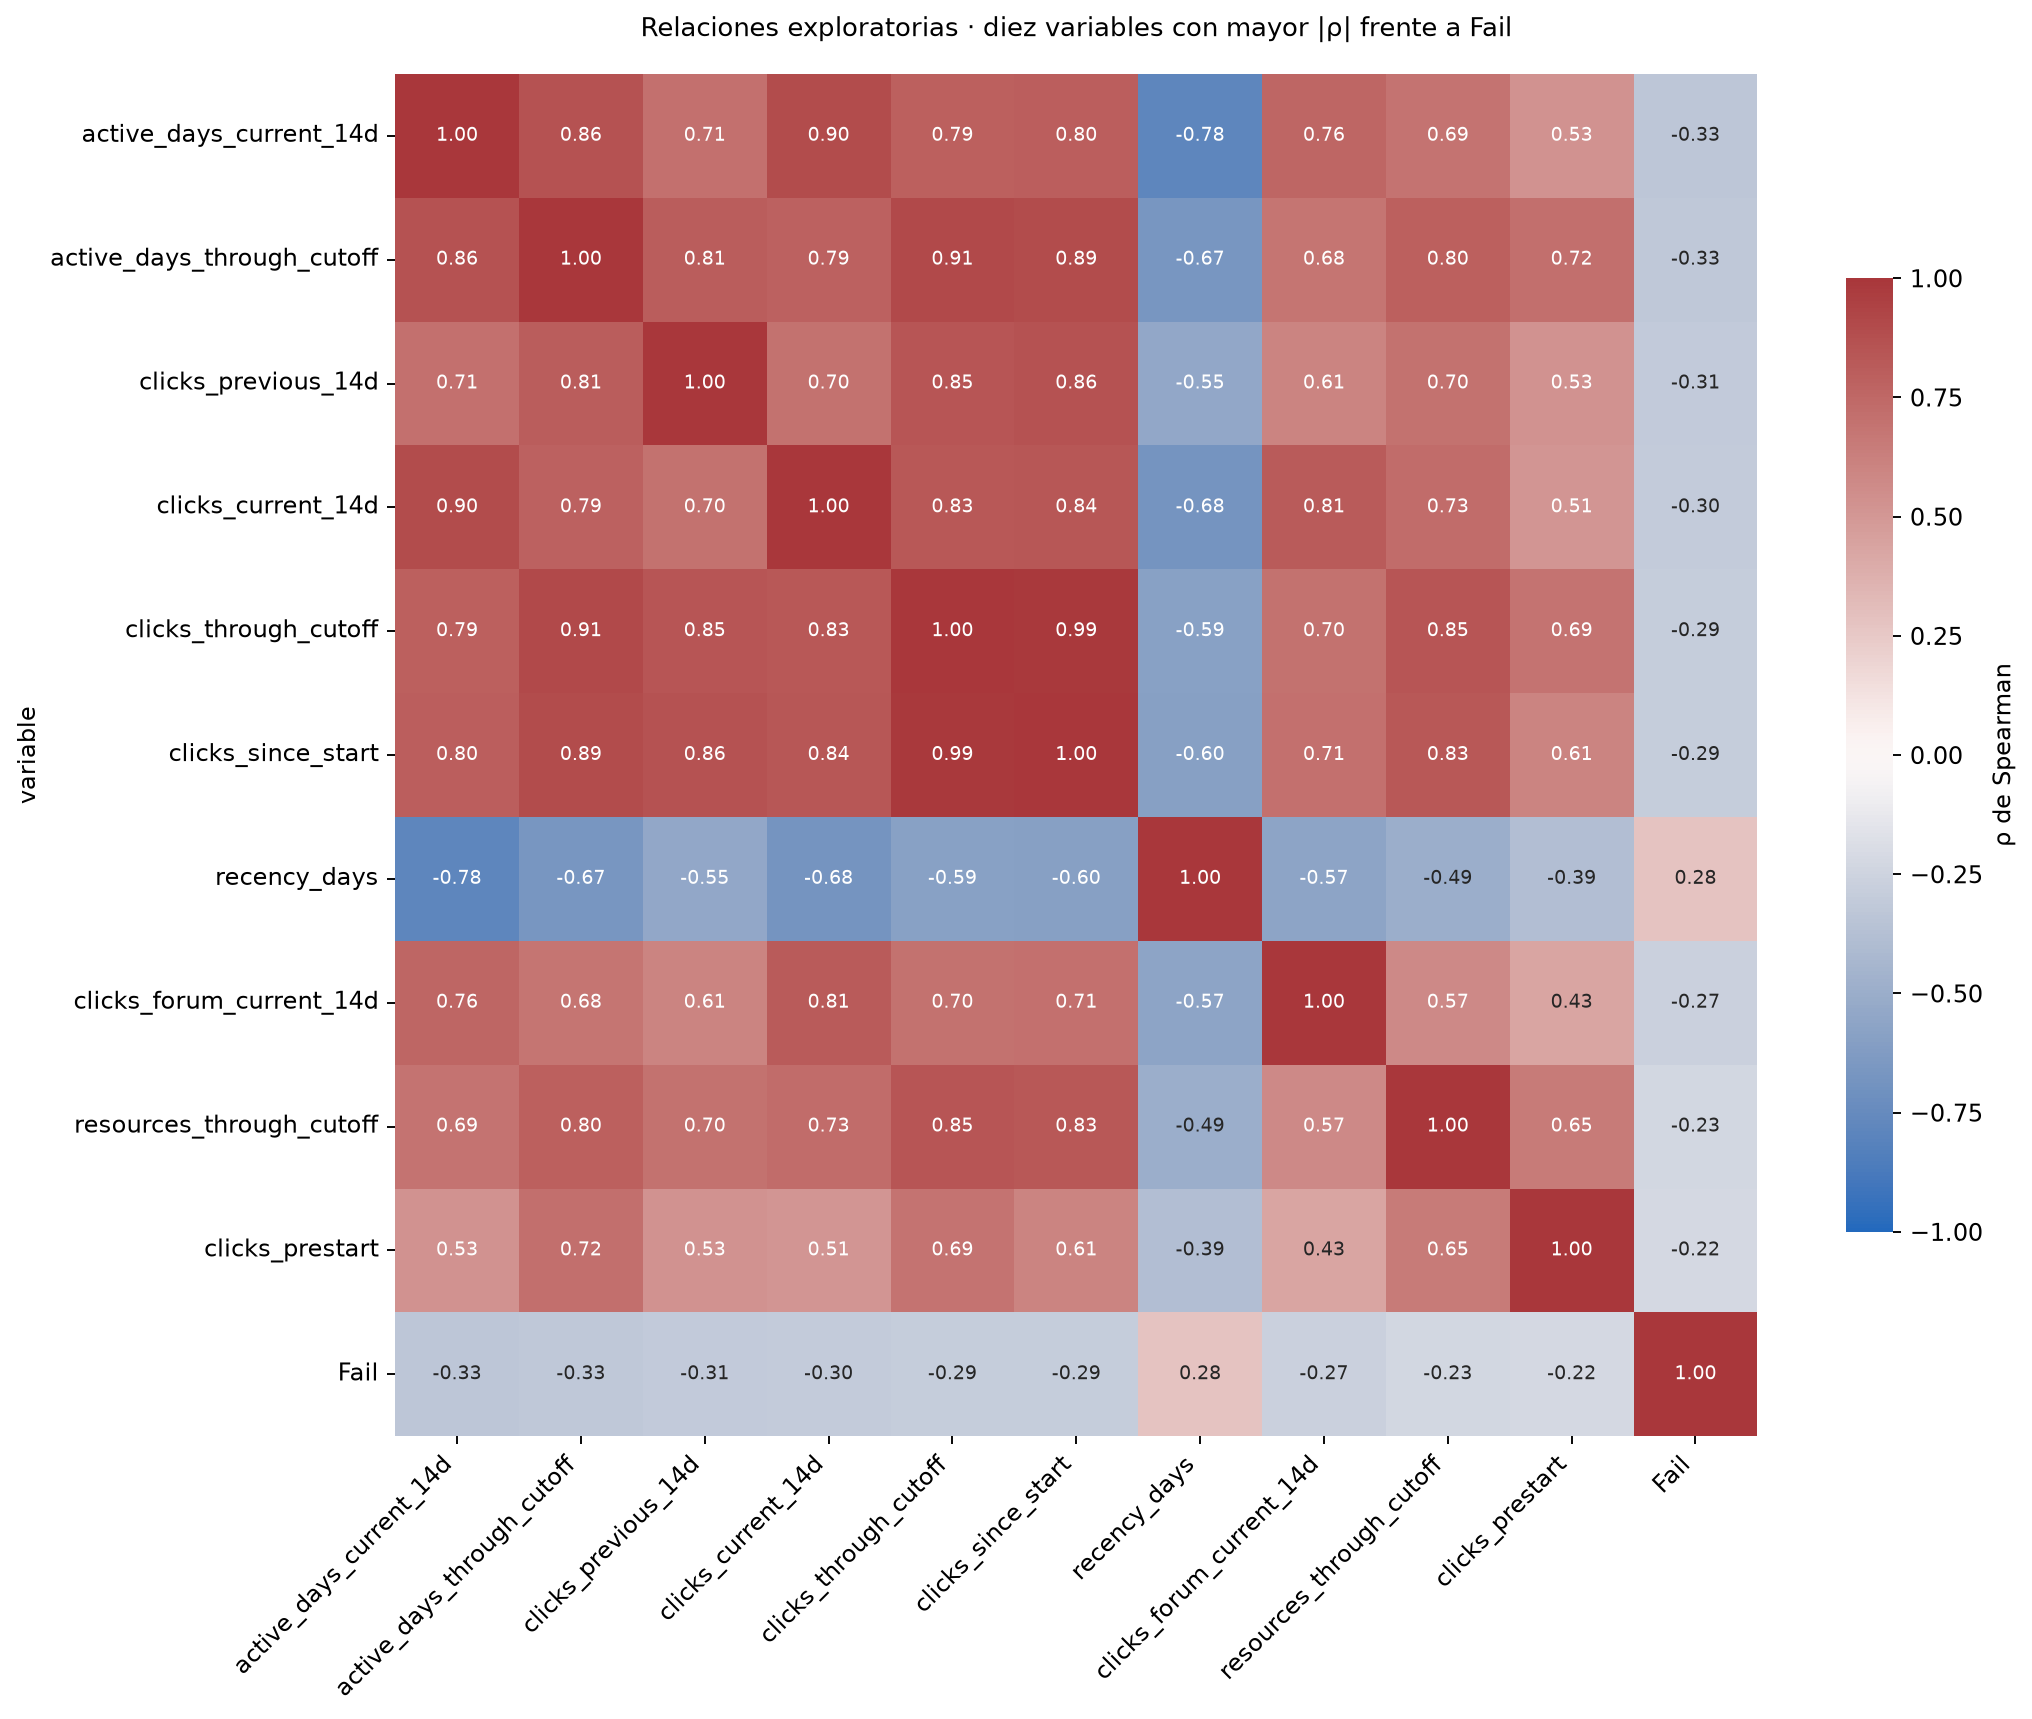 Relaciones exploratorias · diez variables con mayor |ρ| frente a Fail
active_days_current_14d 1.00 0.86 0.71 0.90 0.79 0.80 -0.78 0.76 0.69 0.53 -0.33
active_days_through_cutoff 0.86 1.00 0.81 0.79 0.91 0.89 -0.67 0.68 0.80 0.72 -0.33
clicks_previous_14d 0.71 0.81 1.00 0.70 0.85 0.86 -0.55 0.61 0.70 0.53 -0.31
clicks_current_14d 0.90 0.79 0.70 1.00 0.83 0.84 -0.68 0.81 0.73 0.51 -0.30
clicks_through_cutoff 0.79 0.91 0.85 0.83 1.00 0.99 -0.59 0.70 0.85 0.69 -0.29
clicks_since_start 0.80 0.89 0.86 0.84 0.99 1.00 -0.60 0.71 0.83 0.61 -0.29
recency_days -0.78 -0.67 -0.55 -0.68 -0.59 -0.60 1.00 -0.57 -0.49 -0.39 0.28
clicks_forum_current_14d 0.76 0.68 0.61 0.81 0.70 0.71 -0.57 1.00 0.57 0.43 -0.27
resources_through_cutoff 0.69 0.80 0.70 0.73 0.85 0.83 -0.49 0.57 1.00 0.65 -0.23
clicks_prestart 0.53 0.72 0.53 0.51 0.69 0.61 -0.39 0.43 0.65 1.00 -0.22
Fail -0.33 -0.33 -0.31 -0.30 -0.29 -0.29 0.28 -0.27 -0.23 -0.22 1.00
variable
active_days_current_14d
active_days_through_cutoff
clicks_previous_14d
clicks_current_14d
clicks_through_cutoff
clicks_since_start
recency_days
clicks_forum_current_14d
resources_through_cutoff
clicks_prestart
Fail
1.00
0.75
0.50
0.25
0.00
−0.25
−0.50
−0.75
−1.00
ρ de Spearman